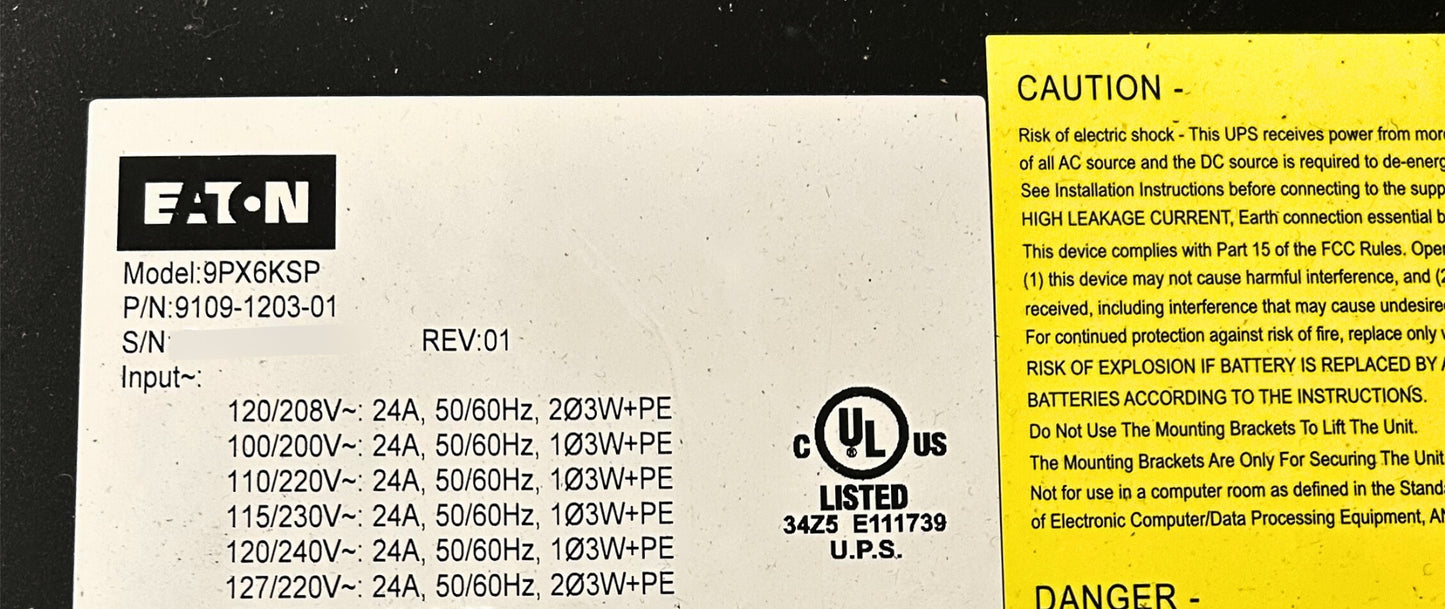 EATON
Model:9PX6KSP
P/N:9109-1203-01
S/N:
REV:01
Input~:
120/208V~: 24A, 50/60Hz, 2Ø3W+PE
100/200V~: 24A, 50/60Hz, 1Ø3W+PE
110/220V~: 24A, 50/60Hz, 1Ø3W+PE
115/230V~: 24A, 50/60Hz, 1Ø3W+PE
120/240V~: 24A, 50/60Hz, 1Ø3W+PE
127/220V~: 24A, 50/60Hz, 2Ø3W+PE
C UL® US
LISTED
34Z5 E111739
U.P.S.
CAUTION -
Risk of electric shock - This UPS receives power from
of all AC source and the DC source is required to
See Installation Instructions before connecting to the
HIGH LEAKAGE CURRENT, Earth connection essential
This device complies with Part 15 of the FCC Rules.
(1) this device may not cause harmful interference, and
received, including interference that may cause
For continued protection against risk of fire, replace only
RISK OF EXPLOSION IF BATTERY IS REPLACED BY
BATTERIES ACCORDING TO THE INSTRUCTIONS.
Do Not Use The Mounting Brackets To Lift The Unit.
The Mounting Brackets Are Only For Securing The Unit
Not for use in a computer room as defined in the
of Electronic Computer/Data Processing Equipment,
DANGER -